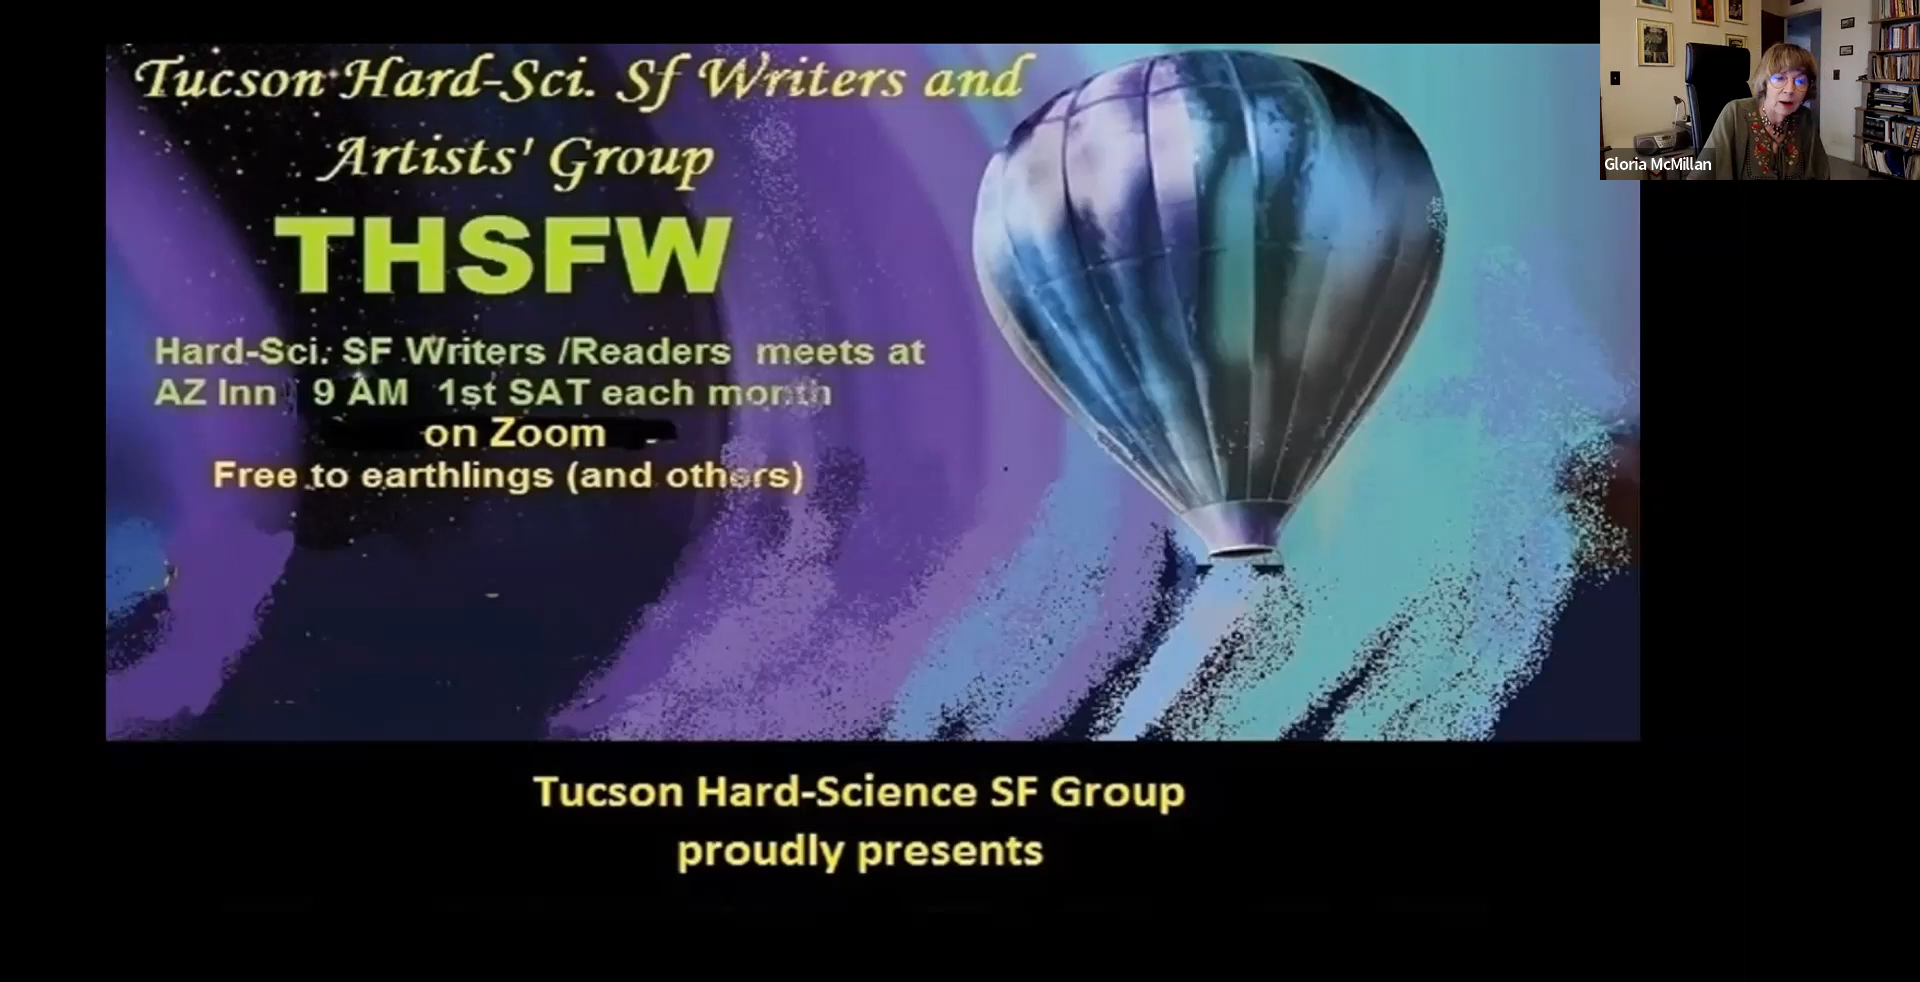 Tucson Hard-Sci. Sf Writers and
Artists' Group
THSFW
Hard-Sci. SF Writers /Readers meets at
AZ Inn 9 AM 1st SAT each month
on Zoom
Free to earthlings (and others)
Tucson Hard-Science SF Group
proudly presents
Gloria McMillan